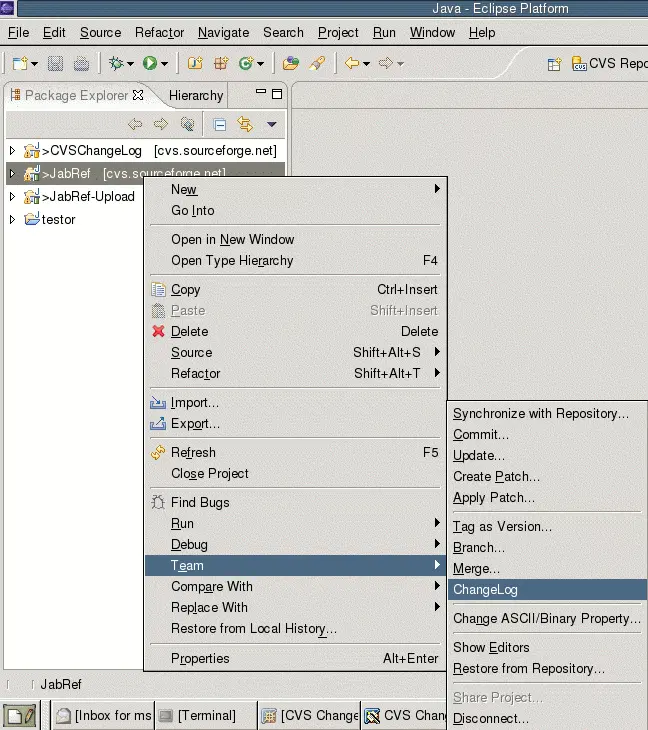 Java - Eclipse Platform
File Edit Source Refactor Navigate Search Project Run Window Help
CVS Repo
Package Explorer Hierarchy
>CVSChangeLog [cvs.sourceforge.net]
>JabRef [cvs.sourceforge.net]
>JabRef-Upload
testor
New
Go Into
Open in New Window
Open Type Hierarchy F4
Copy Ctrl+Insert
Paste Shift+Insert
Delete Delete
Source Shift+Alt+S
Refactor Shift+Alt+T
Import...
Export...
Refresh F5
Close Project
Find Bugs
Run
Debug
Team
Compare With
Replace With
Restore from Local History...
Properties Alt+Enter
Synchronize with Repository...
Commit...
Update...
Create Patch...
Apply Patch...
Tag as Version...
Branch...
Merge...
ChangeLog
Change ASCII/Binary Property...
Show Editors
Restore from Repository...
Share Project...
Disconnect...
JabRef
[Inbox for ms [Terminal] [CVS Change CVS Chan